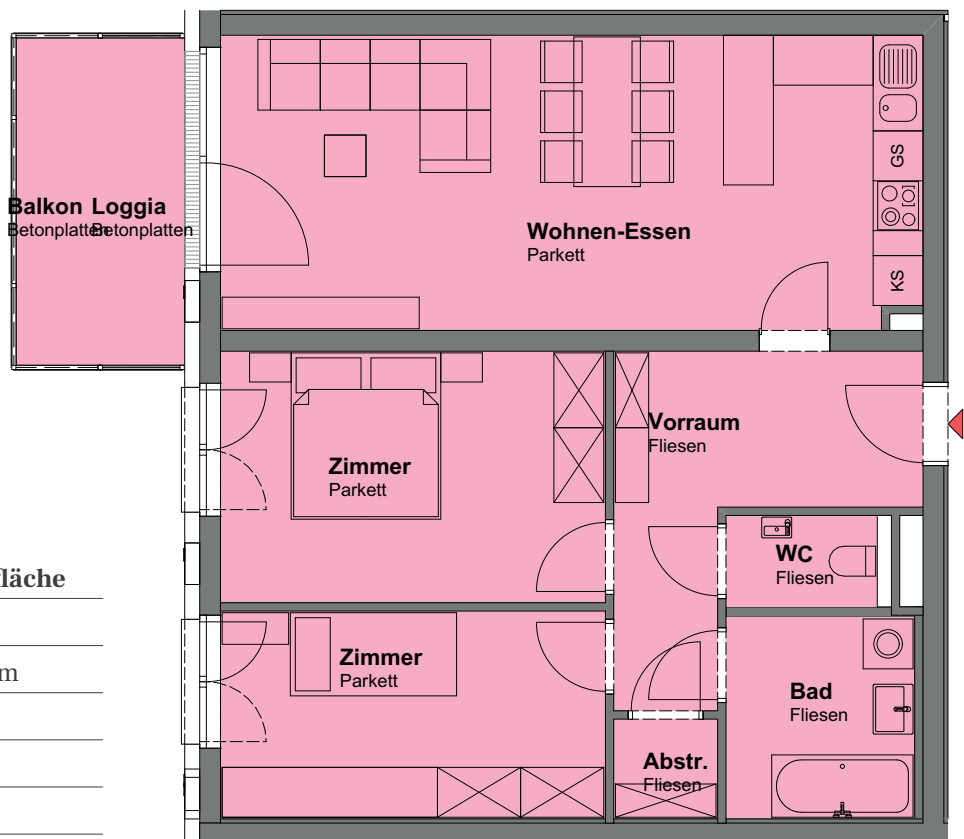 Balkon Loggia
Betonplatten Betonplatten
Wohnen-Essen
Parkett
GS
KS
Vorraum
Fliesen
Zimmer
Parkett
WC
Fliesen
fläche
m
Zimmer
Parkett
Bad
Fliesen
Abstr.
Fliesen